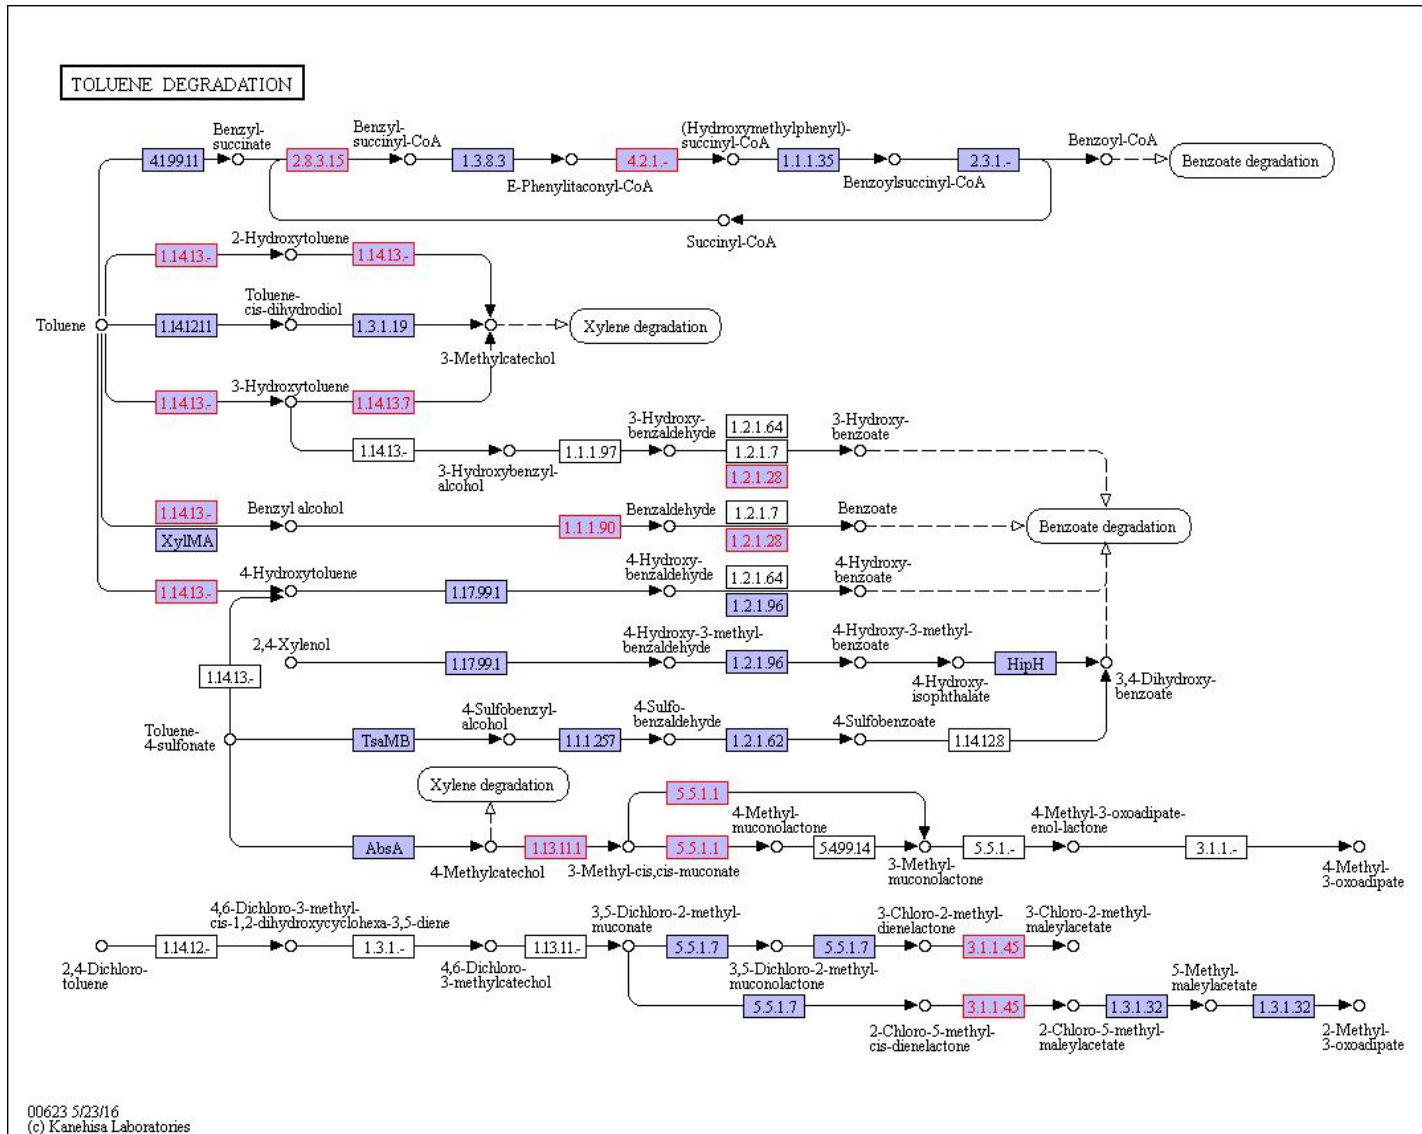 TOLUENE DEGRADATION
Benzyl-
succinate
Benzyl-
succinyl-CoA
(Hydrroxymethylphenyl)-
succinyl-CoA
Benzoyl-CoA
4.1.99.11
2.8.3.15
1.3.8.3
4.2.1.-
1.1.1.35
2.3.1.-
Benzoate degradation
E-Phenylitaconyl-CoA
Benzoylsuccinyl-CoA
Succinyl-CoA
2-Hydroxytoluene
1.14.13.-
1.14.13.-
Toluene-
cis-dihydrodiol
Toluene
1.14.12.11
1.3.1.19
Xylene degradation
3-Methylcatechol
3-Hydroxytoluene
1.14.13.-
1.14.13.7
3-Hydroxy-
benzaldehyde
1.2.1.64
3-Hydroxy-
benzoate
1.14.13.-
1.1.1.97
1.2.1.7
3-Hydroxybenzyl-
alcohol
1.2.1.28
1.14.13.-
Benzyl alcohol
Benzaldehyde
1.2.1.7
Benzoate
XylMA
1.1.1.90
1.2.1.28
Benzoate degradation
4-Hydroxytoluene
4-Hydroxy-
benzaldehyde
1.2.1.64
4-Hydroxy-
benzoate
1.14.13.-
1.17.99.1
1.2.1.96
2,4-Xylenol
4-Hydroxy-3-methyl-
benzaldehyde
4-Hydroxy-3-methyl-
benzoate
1.14.13.-
1.17.99.1
1.2.1.96
HipH
4-Hydroxy-
isophthalate
3,4-Dihydroxy-
benzoate
Toluene-
4-sulfonate
4-Sulfobenzyl-
alcohol
4-Sulfo-
benzaldehyde
4-Sulfobenzoate
TsaMB
1.1.1.257
1.2.1.62
1.14.12.8
Xylene degradation
5.5.1.1
4-Methyl-
muconolactone
4-Methyl-3-oxoadipate-
enol-lactone
AbsA
1.13.11.1
5.5.1.1
5.4.99.14
5.5.1.-
3.1.1.-
4-Methylcatechol
3-Methyl-cis,cis-muconate
3-Methyl-
muconolactone
4-Methyl-
3-oxoadipate
4,6-Dichloro-3-methyl-
cis-1,2-dihydroxycyclohexa-3,5-diene
3,5-Dichloro-2-methyl-
muconate
3-Chloro-2-methyl-
dienelactone
3-Chloro-2-methyl-
maleylacetate
1.14.12.-
1.3.1.-
1.13.11.-
5.5.1.7
5.5.1.7
3.1.1.45
2,4-Dichloro-
toluene
4,6-Dichloro-
3-methylcatechol
3,5-Dichloro-2-methyl-
muconolactone
5-Methyl-
maleylacetate
5.5.1.7
3.1.1.45
1.3.1.32
1.3.1.32
2-Chloro-5-methyl-
cis-dienelactone
2-Chloro-5-methyl-
maleylacetate
2-Methyl-
3-oxoadipate
00623 5/23/16
(c) Kanehisa Laboratories